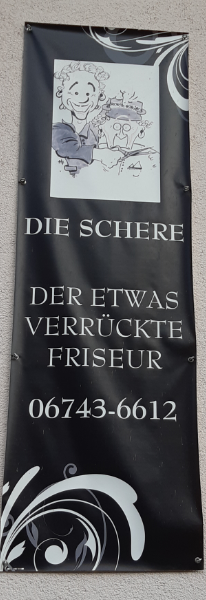 DIE SCHERE
DER ETWAS
VERRÜCKTE
FRISEUR
06743-6612